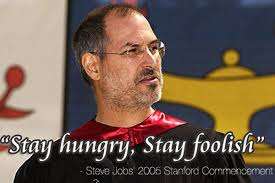 “Stay hungry, Stay foolish”
- Steve Jobs' 2005 Stanford Commencement